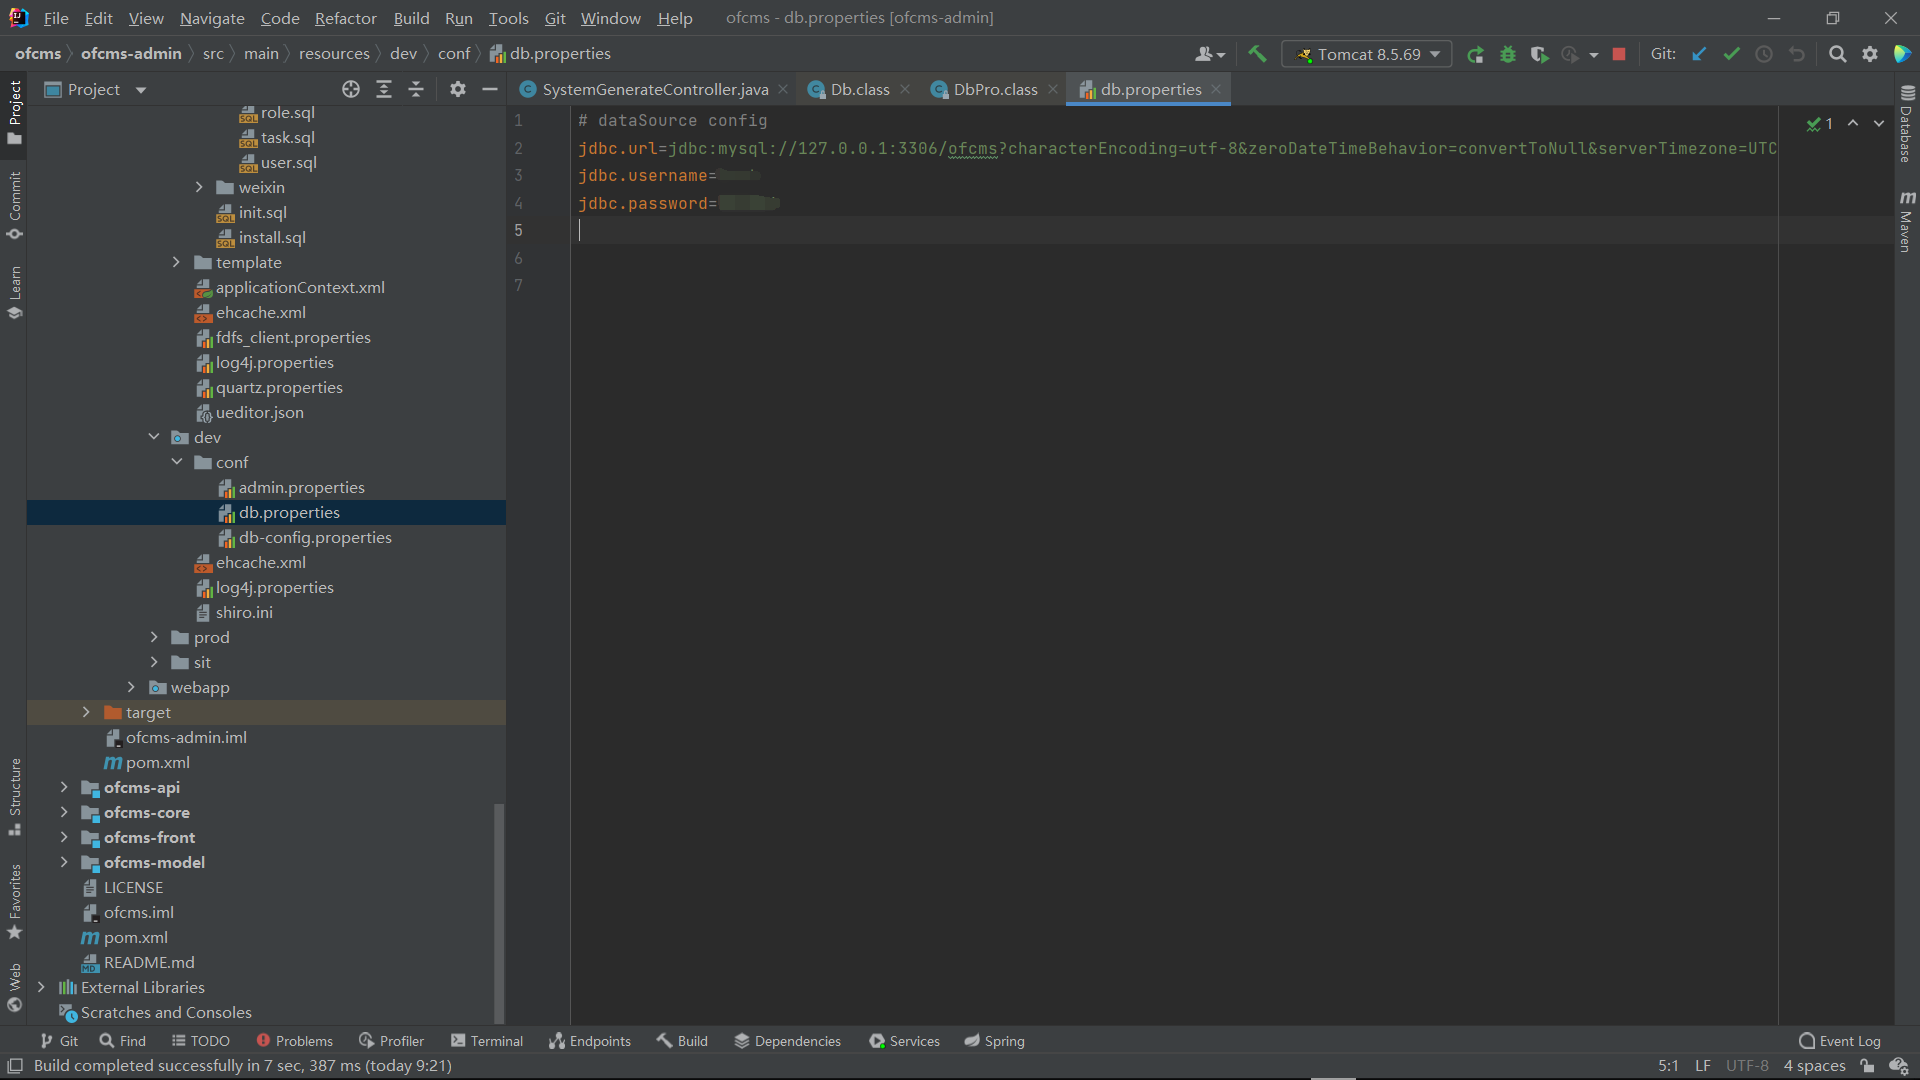 File Edit View Navigate Code Refactor Build Run Tools Git Window Help ofcms - db.properties [ofcms-admin]
ofcms ofcms-admin src main resources dev conf db.properties Tomcat 8.5.69 Git:
Project SystemGenerateController.java Db.class DbPro.class db.properties
role.sql
task.sql
user.sql
weixin
init.sql
install.sql
template
applicationContext.xml
ehcache.xml
fdfs_client.properties
log4j.properties
quartz.properties
ueditor.json
dev
conf
admin.properties
db.properties
db-config.properties
ehcache.xml
log4j.properties
shiro.ini
prod
sit
webapp
target
ofcms-admin.iml
pom.xml
ofcms-api
ofcms-core
ofcms-front
ofcms-model
LICENSE
ofcms.iml
pom.xml
README.md
External Libraries
Scratches and Consoles
1 # dataSource config
2 jdbc.url=jdbc:mysql://127.0.0.1:3306/ofcms?characterEncoding=utf-8&zeroDateTimeBehavior=convertToNull&serverTimezone=UTC
3 jdbc.username=
4 jdbc.password=
5
6
7
1
Project
Commit
Learn
Structure
Favorites
Web
Database
Maven
Git Find TODO Problems Profiler Terminal Endpoints Build Dependencies Services Spring Event Log
Build completed successfully in 7 sec, 387 ms (today 9:21) 5:1 LF UTF-8 4 spaces